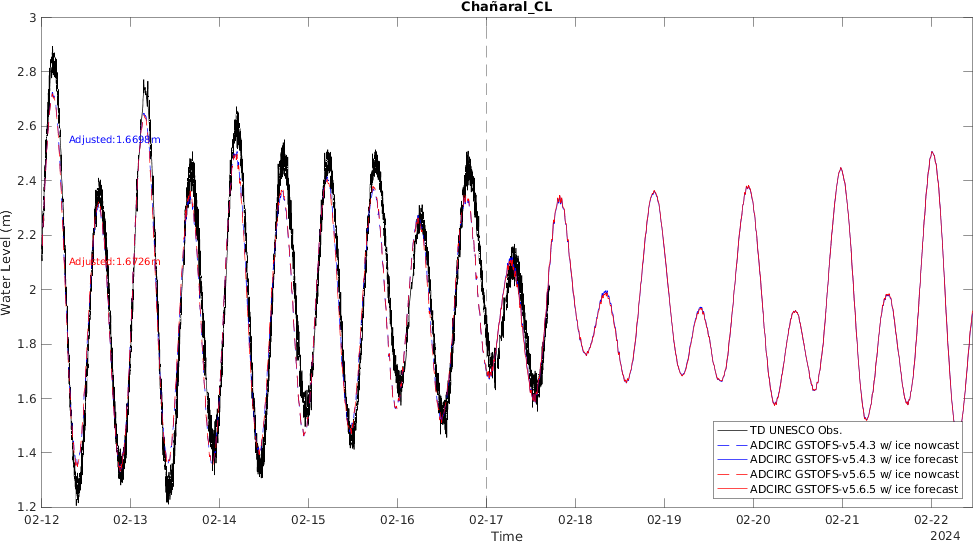 Chañaral_CL
3
2.8
2.6
2.4
2.2
2
1.8
1.6
1.4
1.2
Water Level (m)
Adjusted:1.6698m
Adjusted:1.6726m
TD UNESCO Obs.
ADCIRC GSTOFS-v5.4.3 w/ ice nowcast
ADCIRC GSTOFS-v5.4.3 w/ ice forecast
ADCIRC GSTOFS-v5.6.5 w/ ice nowcast
ADCIRC GSTOFS-v5.6.5 w/ ice forecast
02-12 02-13 02-14 02-15 02-16 02-17 02-18 02-19 02-20 02-21 02-22
Time
2024